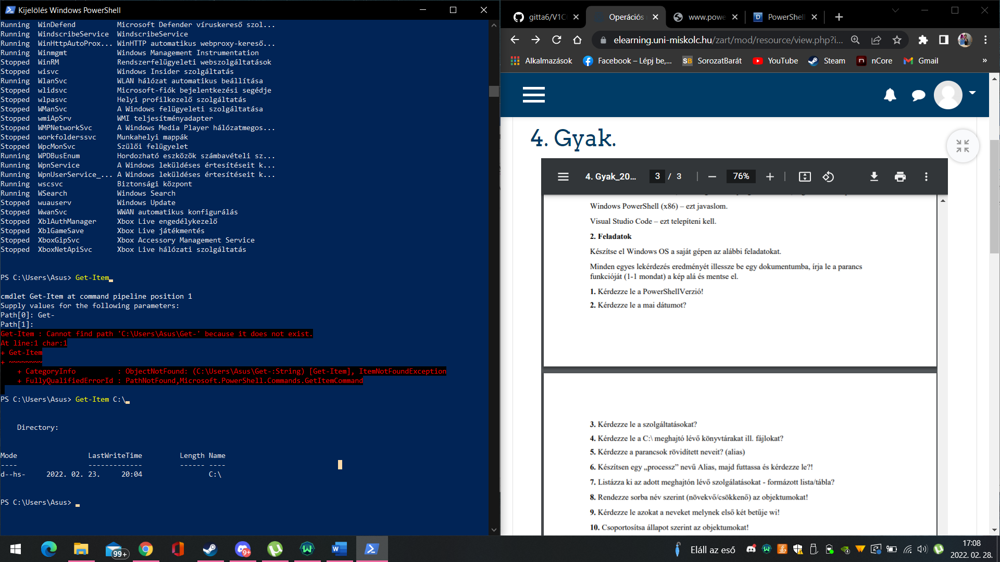 Kijelölés Windows PowerShell
Running WinDefend Microsoft Defender víruskereső szol...
Running WindscribeService WindscribeService
Running WinHttpAutoProx... WinHTTP automatikus webproxy-kereső...
Running Winmgmt Windows Management Instrumentation
Stopped WinRM Rendszerfelügyeleti webszolgáltatások
Stopped wisvc Windows Insider szolgáltatás
Running WlanSvc WLAN hálózat automatikus beállítása
Stopped wlidsvc Microsoft-fiók bejelentkezési segédje
Stopped wlpasvc Helyi profilkezelő szolgáltatás
Stopped WManSvc A Windows felügyeleti szolgáltatása
Stopped wmiApSrv WMI teljesítményadapter
Stopped WMPNetworkSvc A Windows Media Player hálózatmegos...
Stopped workfolderssvc Munkahelyi mappák
Stopped WpcMonSvc Szülői felügyelet
Running WPDBusEnum Hordozható eszközök számbavételi sz...
Running WpnService A Windows leküldéses értesítéseit k...
Running WpnUserService_... A Windows leküldéses értesítéseit k...
Running wscsvc Biztonsági központ
Running WSearch Windows Search
Stopped wuauserv Windows Update
Stopped WwanSvc WWAN automatikus konfigurálás
Stopped XblAuthManager Xbox Live engedélykezelő
Stopped XblGameSave Xbox Live játékmentés
Stopped XboxGipSvc Xbox Accessory Management Service
Stopped XboxNetApiSvc Xbox Live hálózati szolgáltatás
PS C:\Users\Asus> Get-Item
cmdlet Get-Item at command pipeline position 1
Supply values for the following parameters:
Path[0]: Get-
Path[1]:
Get-Item : Cannot find path 'C:\Users\Asus\Get-' because it does not exist.
At line:1 char:1
+ Get-Item
+ ~~~~~~~~
+ CategoryInfo : ObjectNotFound: (C:\Users\Asus\Get-:String) [Get-Item], ItemNotFoundException
+ FullyQualifiedErrorId : PathNotFound,Microsoft.PowerShell.Commands.GetItemCommand
PS C:\Users\Asus> Get-Item C:\
Directory:
Mode LastWriteTime Length Name
---- ------------- ------ ----
d--hs- 2022. 02. 23. 20:04 C:\
PS C:\Users\Asus>
gitta6/V1C
Operációs
www.powe
PowerShell
elearning.uni-miskolc.hu/zart/mod/resource/view.php?i...
Alkalmazások
Facebook – Lépj be,...
SB SorozatBarát
YouTube
Steam
n nCore
Gmail
»
4. Gyak.
4. Gyak_20... 3 / 3 76%
Windows PowerShell (x86) – ezt javaslom.
Visual Studio Code – ezt telepíteni kell.
2. Feladatok
Készítse el Windows OS a saját gépen az alábbi feladatokat.
Minden egyes lekérdezés eredményét illessze be egy dokumentumba, írja le a parancs
funkcióját (1-1 mondat) a kép alá és mentse el.
1. Kérdezze le a PowerShellVerzió!
2. Kérdezze le a mai dátumot?
3. Kérdezze le a szolgáltatásokat?
4. Kérdezze le a C:\ meghajtó lévő könyvtárakat ill. fájlokat?
5. Kérdezze a parancsok rövidített neveit? (alias)
6. Készítsen egy „processz” nevű Alias, majd futtassa és kérdezze le?!
7. Listázza ki az adott meghajtón lévő szolgálatásokat - formázott lista/tábla?
8. Rendezze sorba név szerint (növekvő/csökkenő) az objektumokat!
9. Kérdezze le azokat a neveket melynek első két betűje wi!
10. Csoportosítsa állapot szerint az objektumokat!
99+
9+
Eláll az eső
17:08
2022. 02. 28.